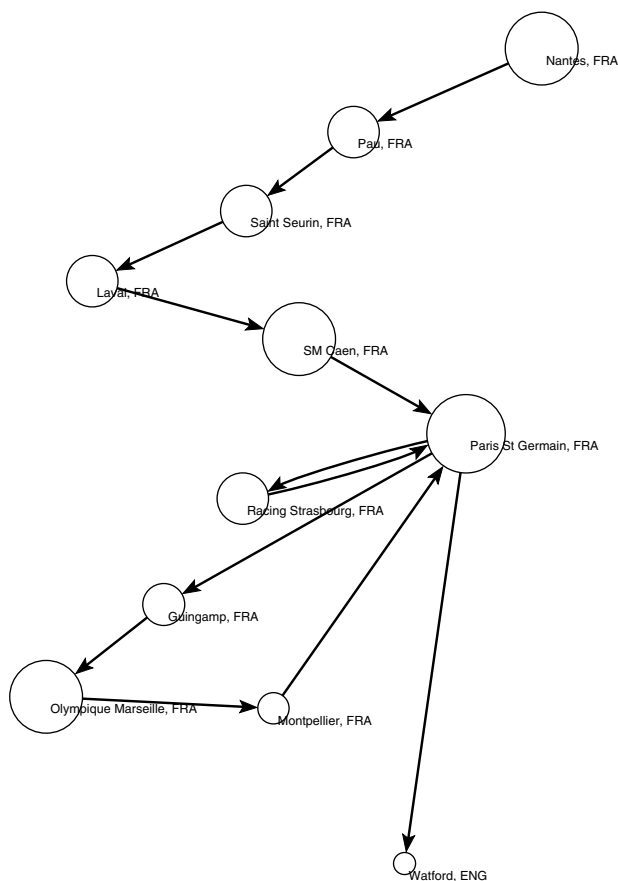 Nantes, FRA
Pau, FRA
Saint Seurin, FRA
Laval, FRA
SM Caen, FRA
Paris St Germain, FRA
Racing Strasbourg, FRA
Guingamp, FRA
Olympique Marseille, FRA
Montpellier, FRA
Watford, ENG